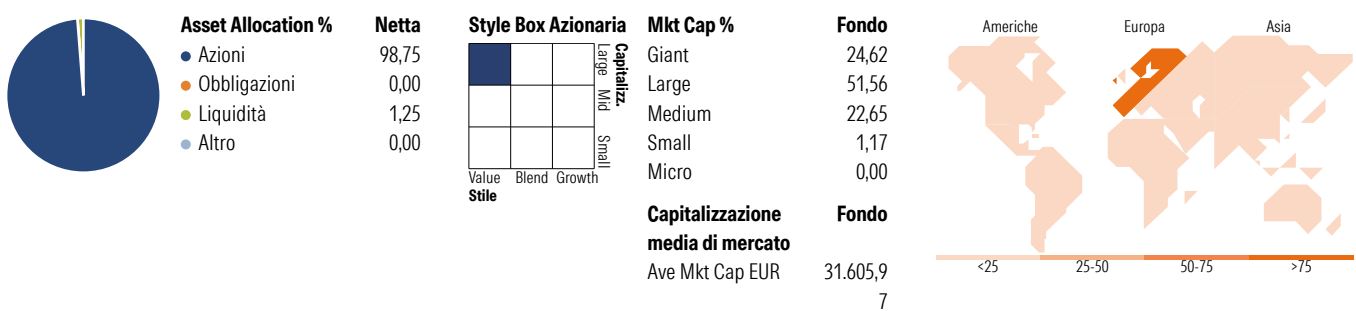 Asset Allocation % Netta
Azioni 98,75
Obbligazioni 0,00
Liquidità 1,25
Altro 0,00
Style Box Azionaria
Capitalizz.
Large Mid Small
Value Blend Growth
Stile
Mkt Cap % Fondo
Giant 24,62
Large 51,56
Medium 22,65
Small 1,17
Micro 0,00
Capitalizzazione Fondo
media di mercato
Ave Mkt Cap EUR 31.605,9
7
Americhe Europa Asia
<25 25-50 50-75 >75